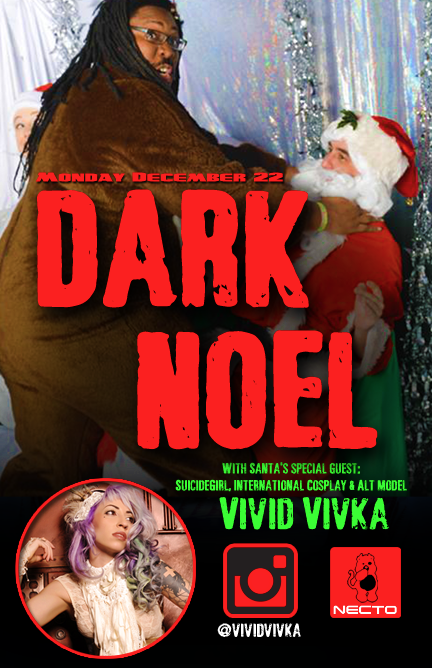 Monday December 22
DARK
NOEL
WITH SANTA'S SPECIAL GUEST:
SUICIDEGIRL, INTERNATIONAL COSPLAY & ALT MODEL
VIVID VIVKA
NECTO
@VIVIDVIVKA